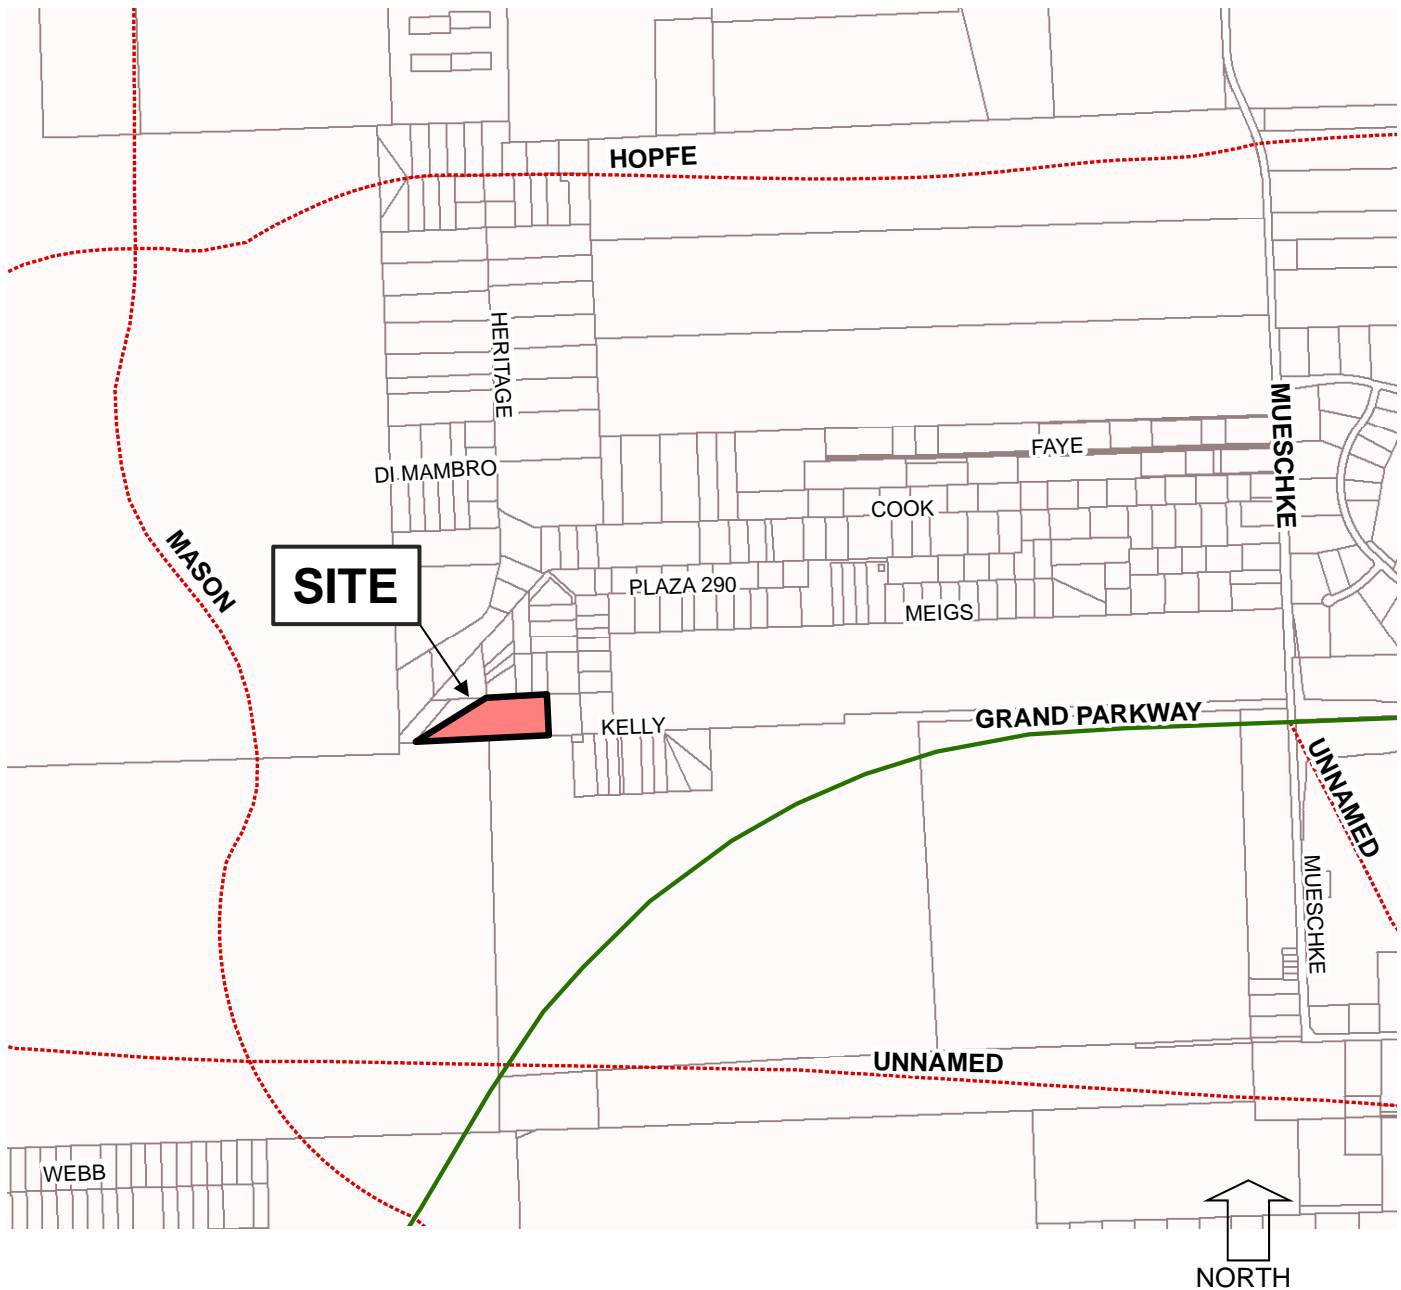 HOPFE
HERITAGE
MUESCHKE
FAYE
DI MAMBRO
COOK
MASON
SITE
PLAZA 290
MEIGS
GRAND PARKWAY
KELLY
UNNAMED
MUESCHKE
UNNAMED
WEBB
NORTH